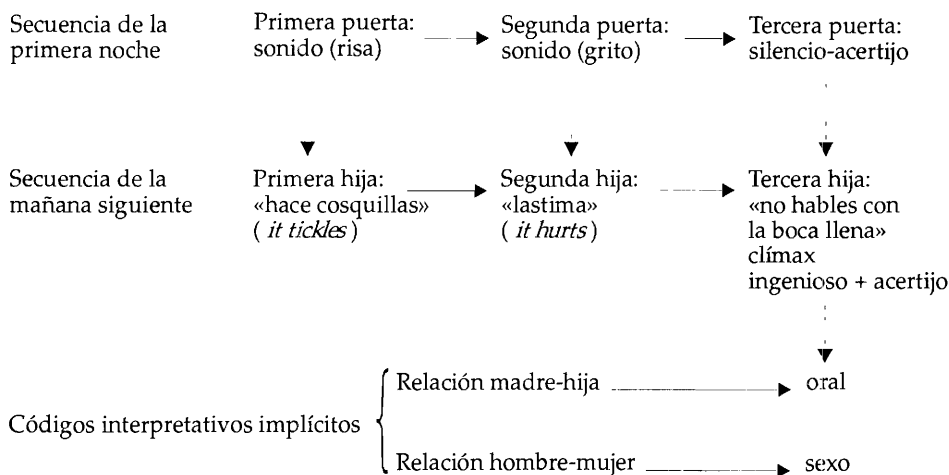 Secuencia de la
primera noche
Primera puerta:
sonido (risa)
Segunda puerta:
sonido (grito)
Tercera puerta:
silencio-acertijo
Secuencia de la
mañana siguiente
Primera hija:
«hace cosquillas»
( it tickles )
Segunda hija:
«lastima»
( it hurts )
Tercera hija:
«no hables con
la boca llena»
clímax
ingenioso + acertijo
Códigos interpretativos implícitos
Relación madre-hija
oral
Relación hombre-mujer
sexo